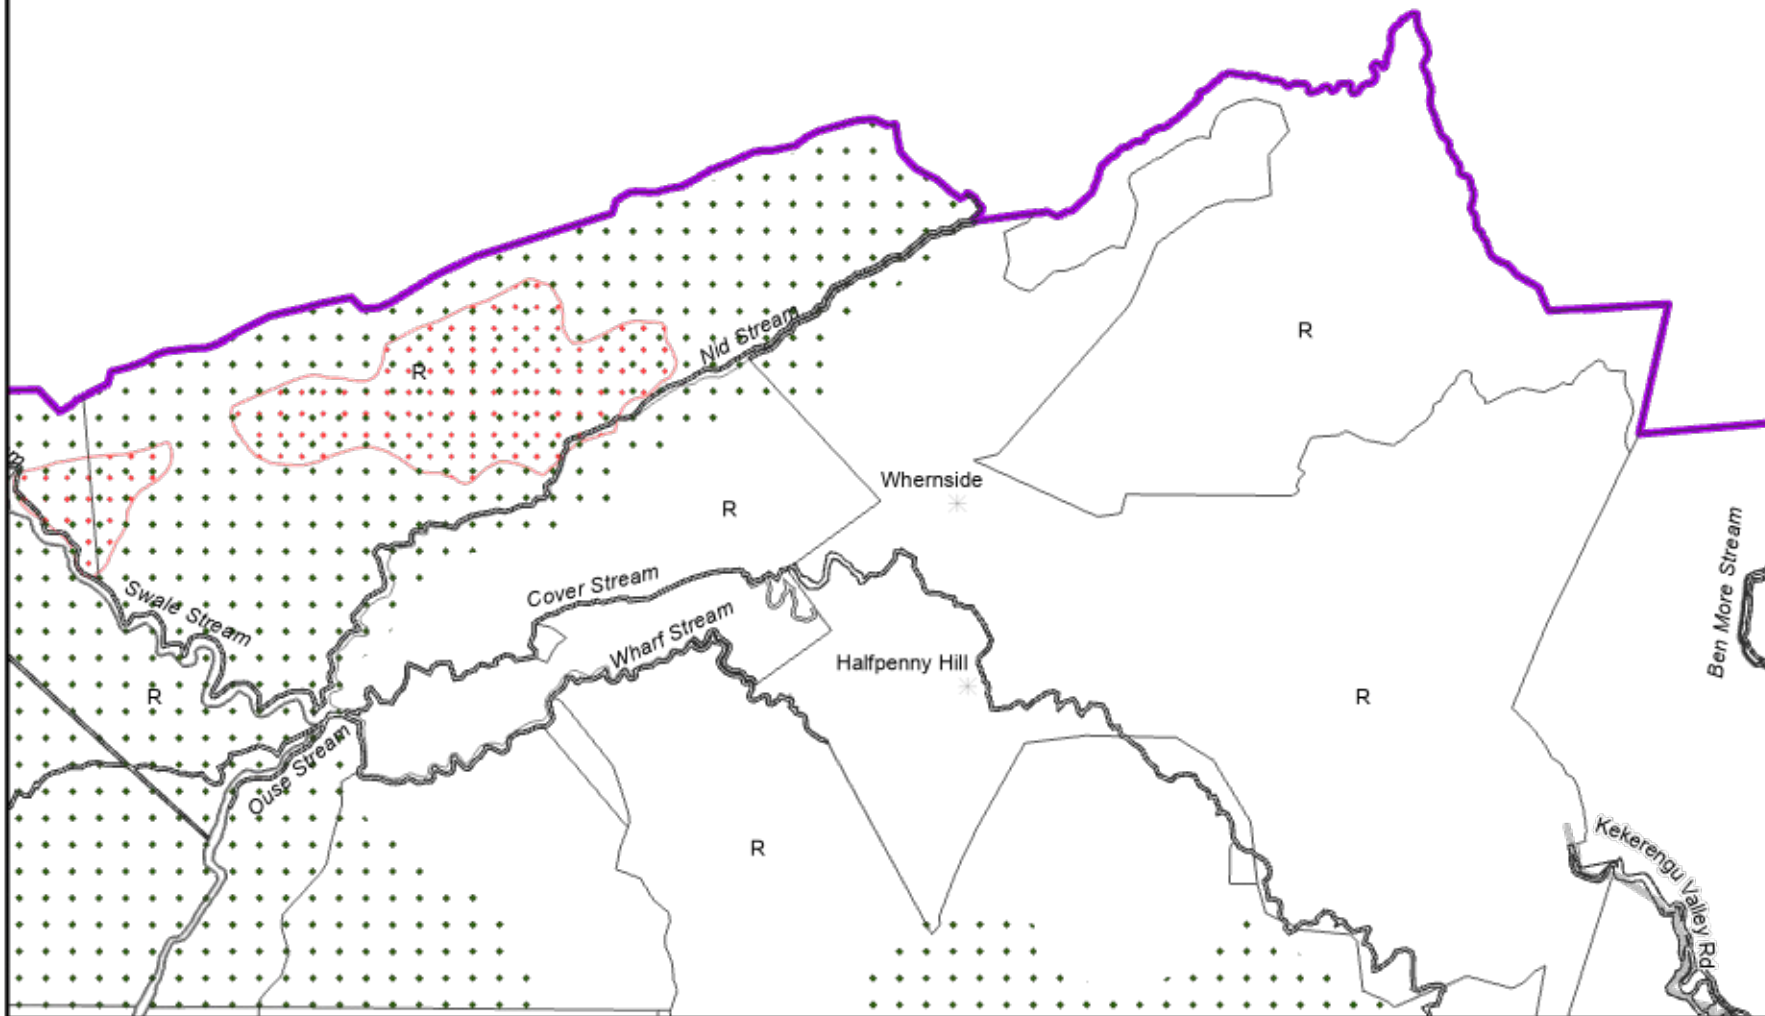 R
Nid Stream
R
m
Whernside
R
Ben More Stream
Cover Stream
Swale Stream
Wharf Stream
Halfpenny Hill
R
R
Ouse Stream
R
Kekerengu Valley Rd